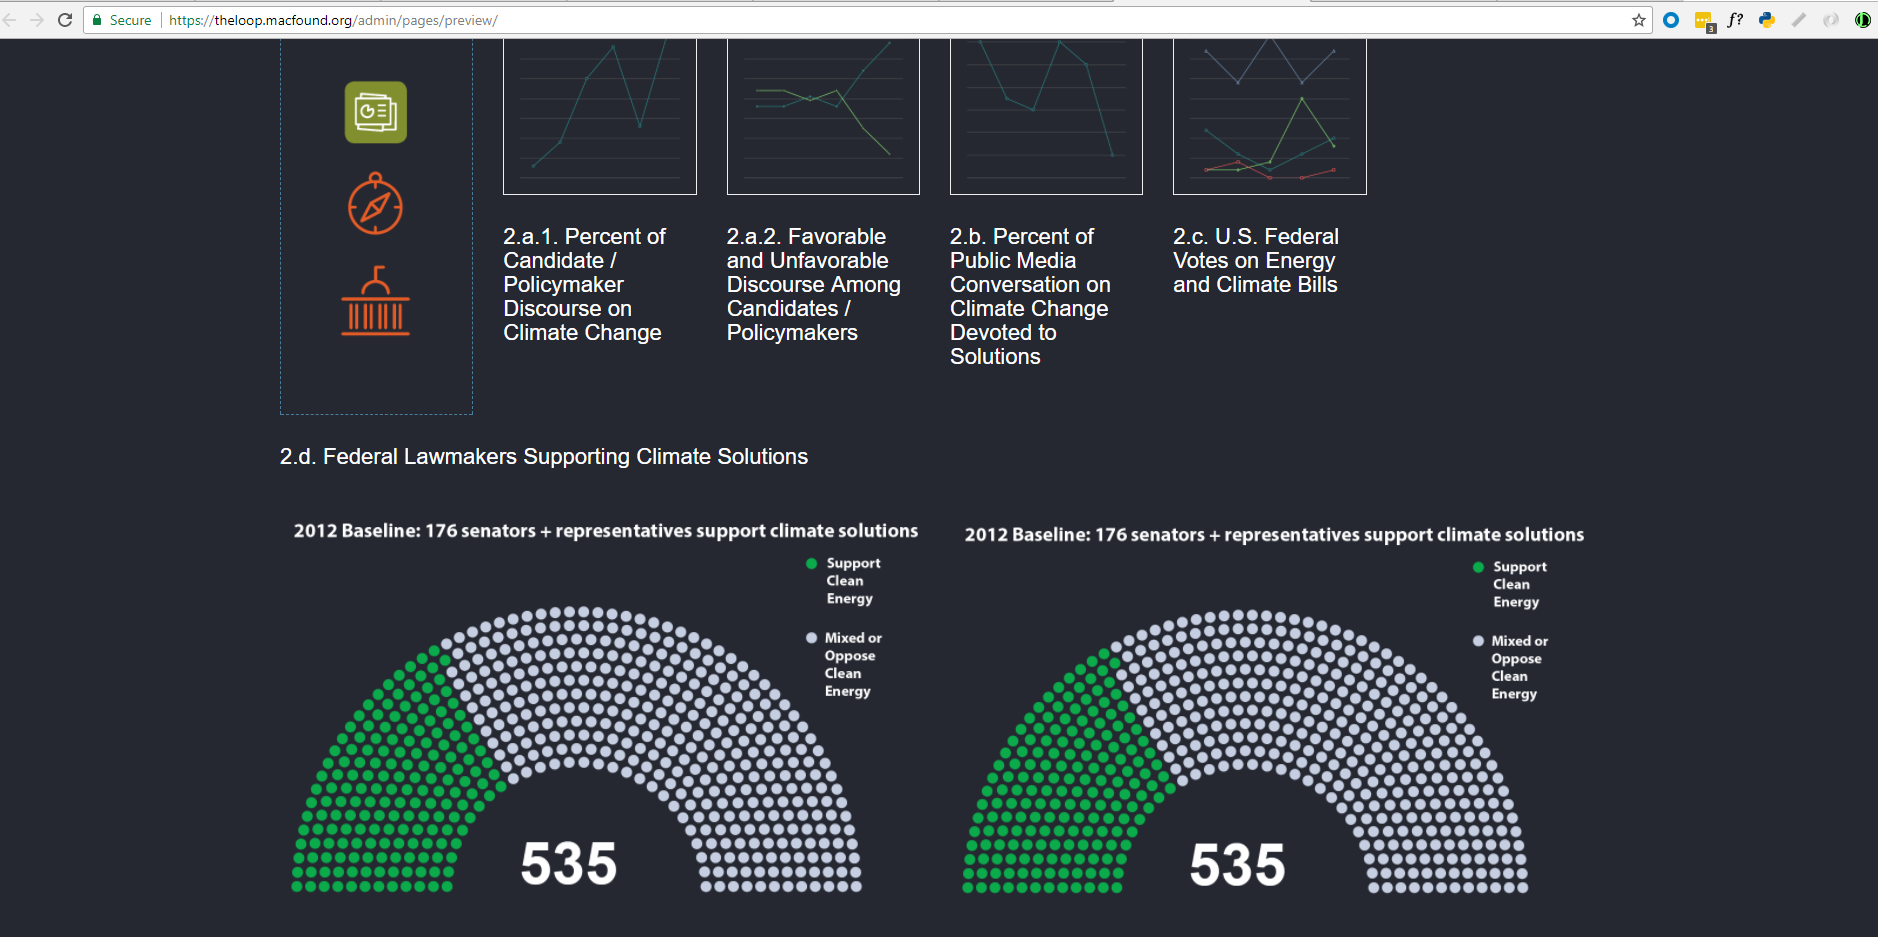 Secure
https://theloop.macfound.org/admin/pages/preview/
3
f?
2.a.1. Percent of
Candidate /
Policymaker
Discourse on
Climate Change
2.a.2. Favorable
and Unfavorable
Discourse Among
Candidates /
Policymakers
2.b. Percent of
Public Media
Conversation on
Climate Change
Devoted to
Solutions
2.c. U.S. Federal
Votes on Energy
and Climate Bills
2.d. Federal Lawmakers Supporting Climate Solutions
2012 Baseline: 176 senators + representatives support climate solutions
Support
Clean
Energy
Mixed or
Oppose
Clean
Energy
535
2012 Baseline: 176 senators + representatives support climate solutions
Support
Clean
Energy
Mixed or
Oppose
Clean
Energy
535